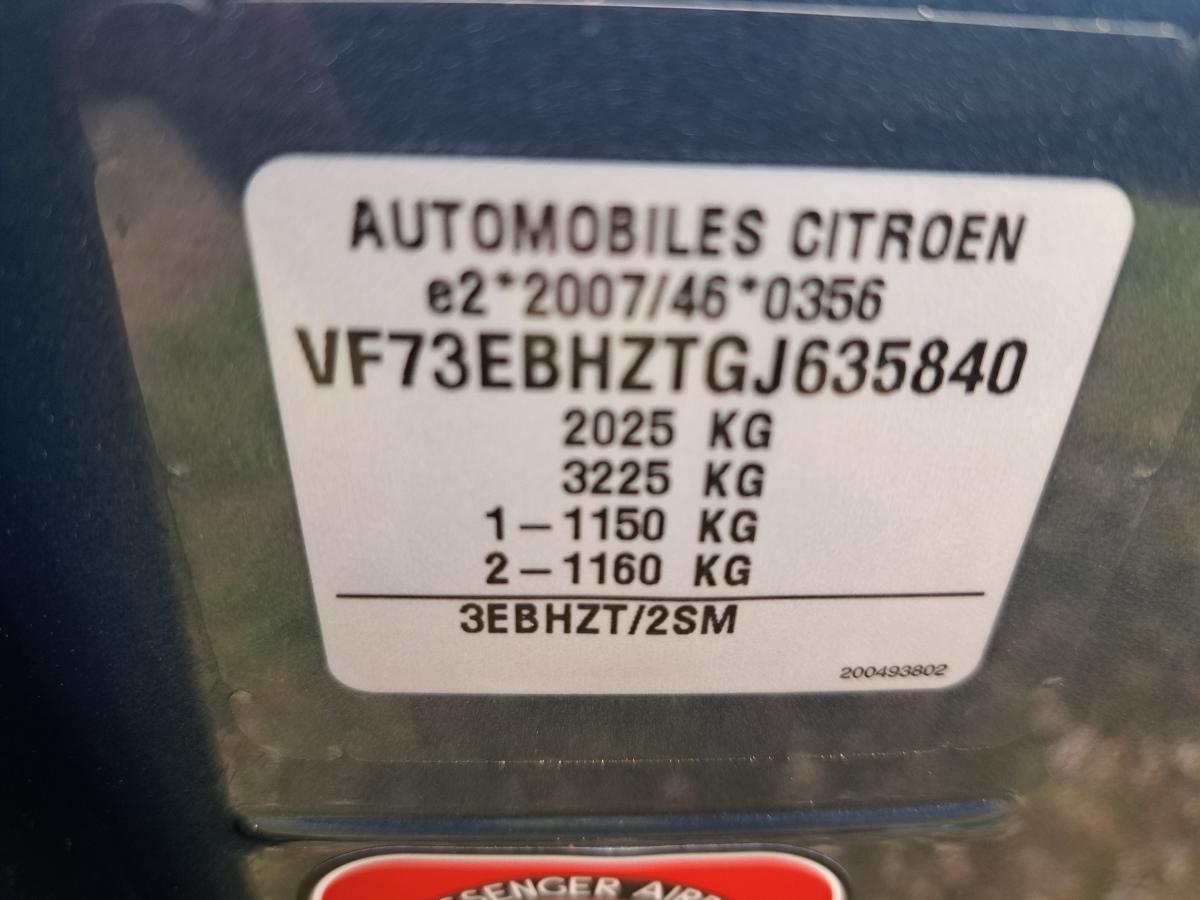 AUTOMOBILES CITROEN
e2*2007/46*0356
VF73EBHZTGJ635840
2025 KG
3225 KG
1-1150 KG
2-1160 KG
3EBHZT/2SM
200493802